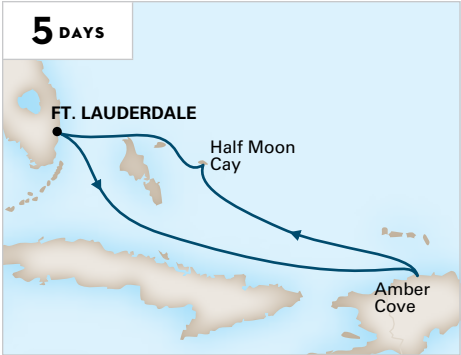 5 DAYS
FT. LAUDERDALE
Half Moon
Cay
Amber
Cove